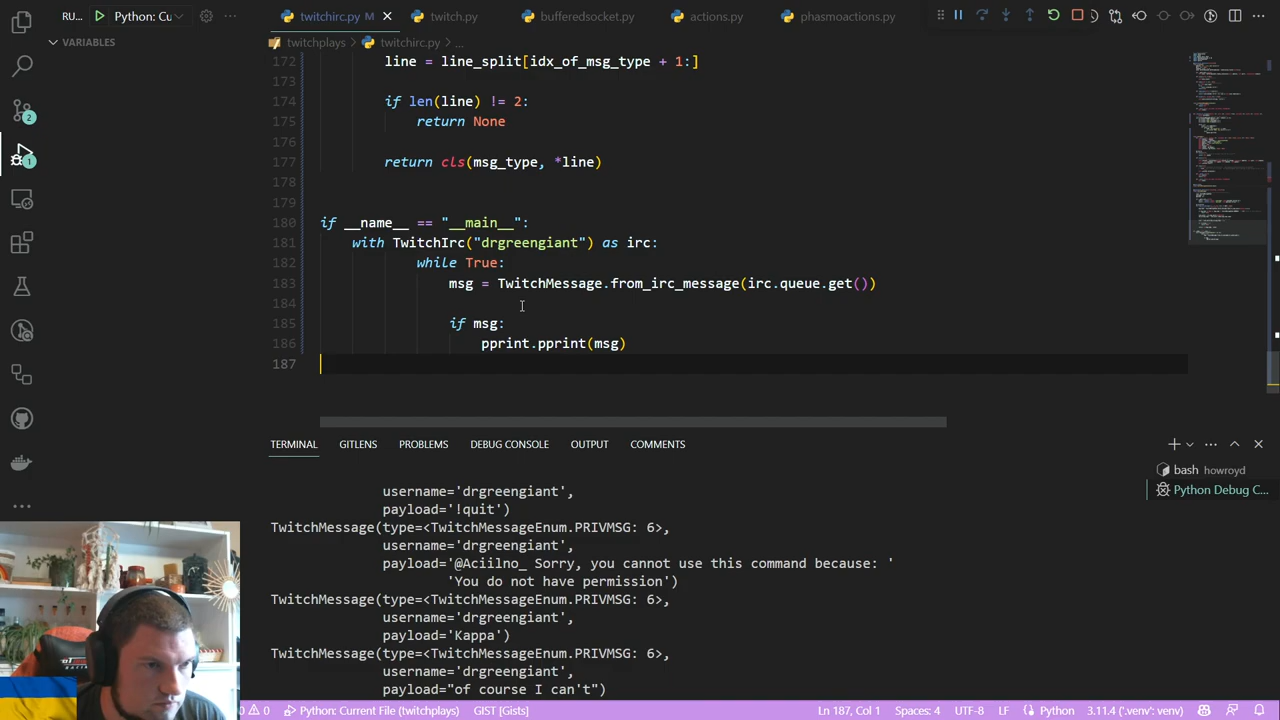 RU...
Python: Cu
twitchirc.py M
twitch.py
bufferedsocket.py
actions.py
phasmoactions.py
VARIABLES
twitchplays > twitchirc.py > ...
172 line = line_split[idx_of_msg_type + 1:]
173
174 if len(line) != 2:
175 return None
176
177 return cls(msg_type, *line)
178
179
180 if __name__ == "__main__":
181 with TwitchIrc("drgreengiant") as irc:
182 while True:
183 msg = TwitchMessage.from_irc_message(irc.queue.get())
184
185 if msg:
186 pprint.pprint(msg)
187
2
1
TERMINAL GITLENS PROBLEMS DEBUG CONSOLE OUTPUT COMMENTS
bash howroyd
Python Debug C...
username='drgreengiant',
payload='!quit')
TwitchMessage(type=<TwitchMessageEnum.PRIVMSG: 6>,
username='drgreengiant',
payload='@Aciilno_ Sorry, you cannot use this command because: '
'You do not have permission')
TwitchMessage(type=<TwitchMessageEnum.PRIVMSG: 6>,
username='drgreengiant',
payload='Kappa')
TwitchMessage(type=<TwitchMessageEnum.PRIVMSG: 6>,
username='drgreengiant',
payload="of course I can't")
0 0 Python: Current File (twitchplays) GIST [Gists] Ln 187, Col 1 Spaces: 4 UTF-8 LF Python 3.11.4 ('.venv': venv)